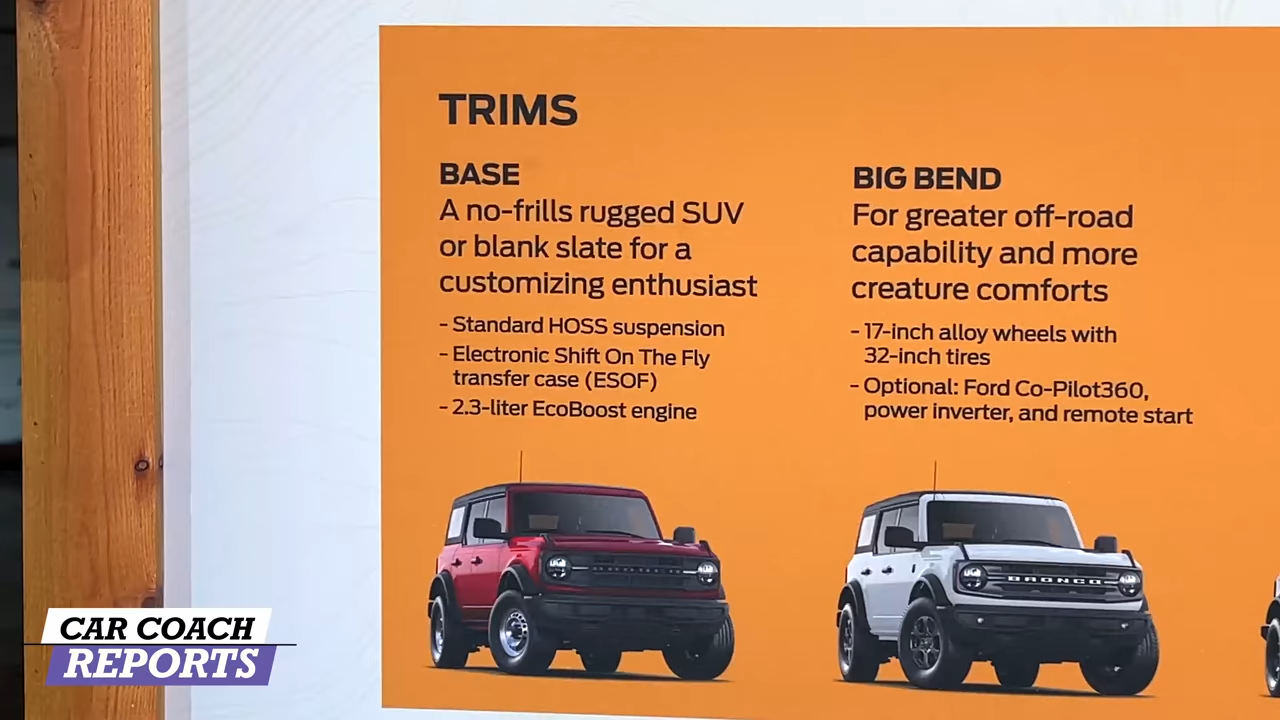 TRIMS
BASE
A no-frills rugged SUV
or blank slate for a
customizing enthusiast
- Standard HOSS suspension
- Electronic Shift On The Fly
transfer case (ESOF)
- 2.3-liter EcoBoost engine
BIG BEND
For greater off-road
capability and more
creature comforts
- 17-inch alloy wheels with
32-inch tires
- Optional: Ford Co-Pilot360,
power inverter, and remote start
BRONCO
CAR COACH
REPORTS